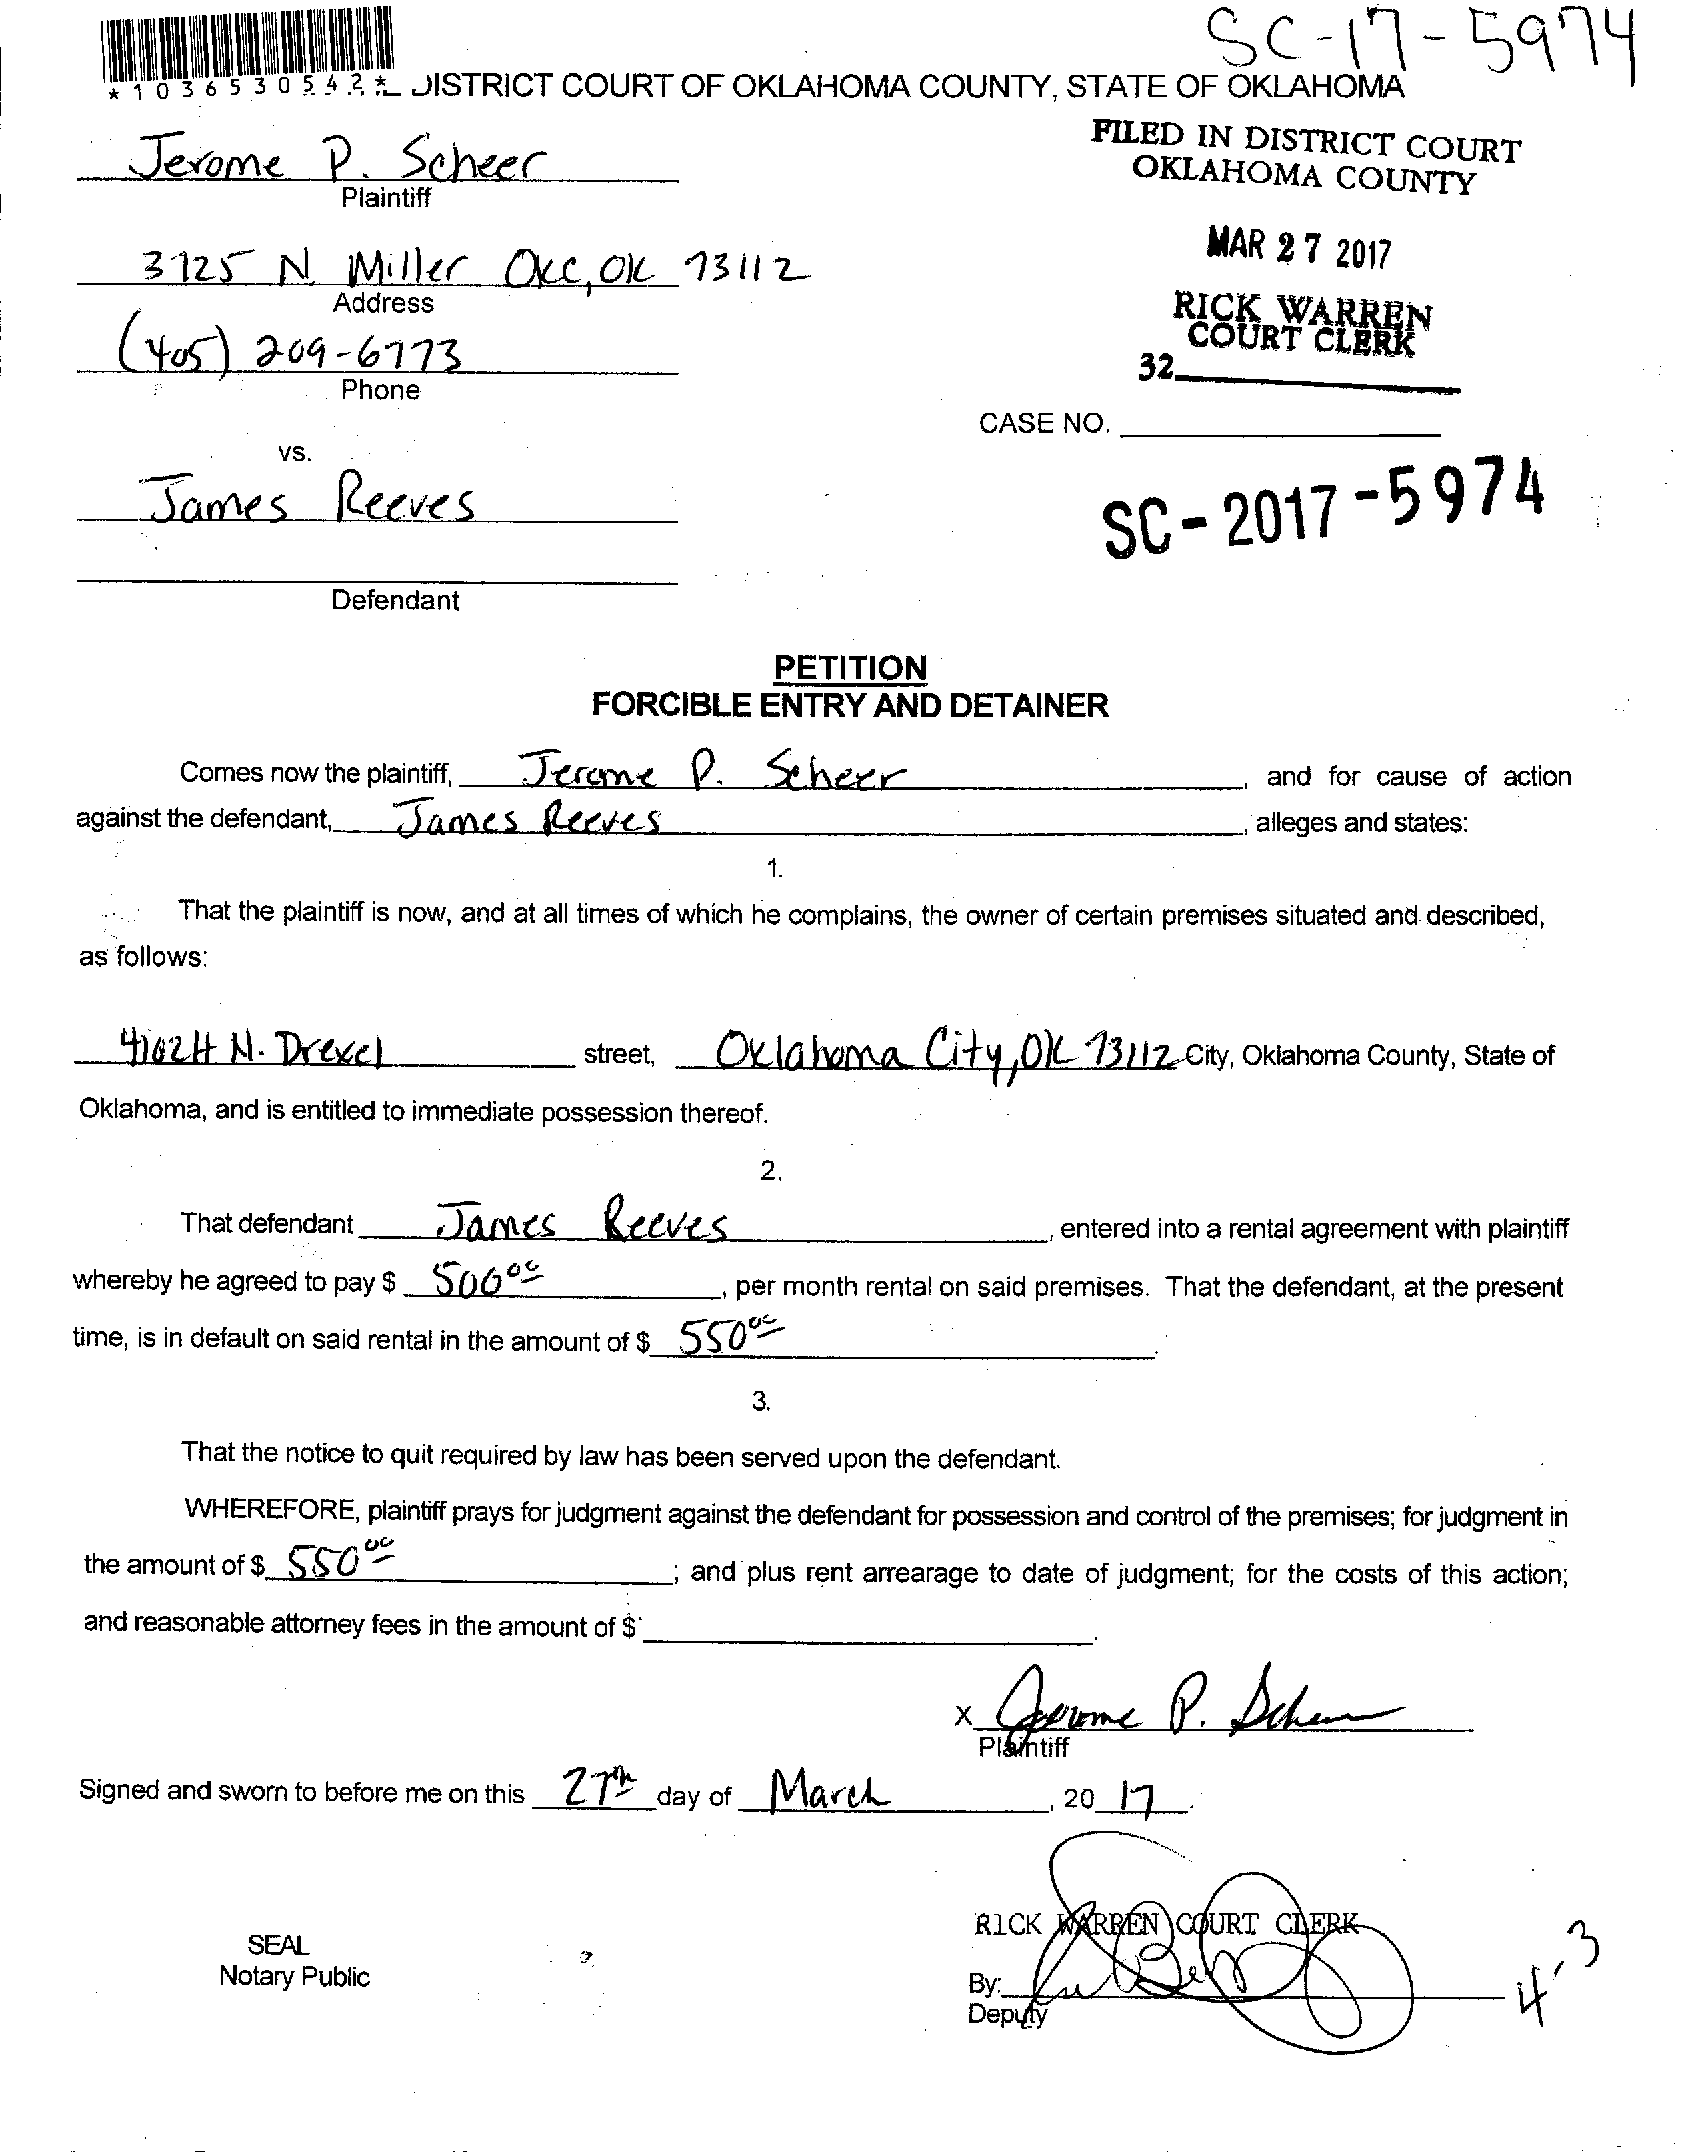 SC-17-5974
*1036530542* DISTRICT COURT OF OKLAHOMA COUNTY, STATE OF OKLAHOMA
FILED IN DISTRICT COURT
OKLAHOMA COUNTY
Jerome P. Scheer
Plaintiff
MAR 27 2017
3725 N. Miller OKC, OK 73112
Address
RICK WARREN
COURT CLERK
32
(405) 209-6773
Phone
CASE NO.
vs.
James Reeves
SC-2017-5974
Defendant
PETITION
FORCIBLE ENTRY AND DETAINER
Comes now the plaintiff, Jerome P. Scheer, and for cause of action
against the defendant, James Reeves, alleges and states:
1.
That the plaintiff is now, and at all times of which he complains, the owner of certain premises situated and described,
as follows:
N. Drexel street, Oklahoma City, OK 73112 City, Oklahoma County, State of
Oklahoma, and is entitled to immediate possession thereof.
2.
That defendant James Reeves, entered into a rental agreement with plaintiff
whereby he agreed to pay $ 500 00, per month rental on said premises. That the defendant, at the present
time, is in default on said rental in the amount of $ 550 00.
3.
That the notice to quit required by law has been served upon the defendant.
WHEREFORE, plaintiff prays for judgment against the defendant for possession and control of the premises; for judgment in
the amount of $ 550 00; and plus rent arrearage to date of judgment; for the costs of this action;
and reasonable attorney fees in the amount of $ .
X Jerome P. Scheer
Plaintiff
Signed and sworn to before me on this 27th day of March, 20 17.
RICK WARREN COURT CLERK
SEAL
Notary Public
By:
Deputy
4-3